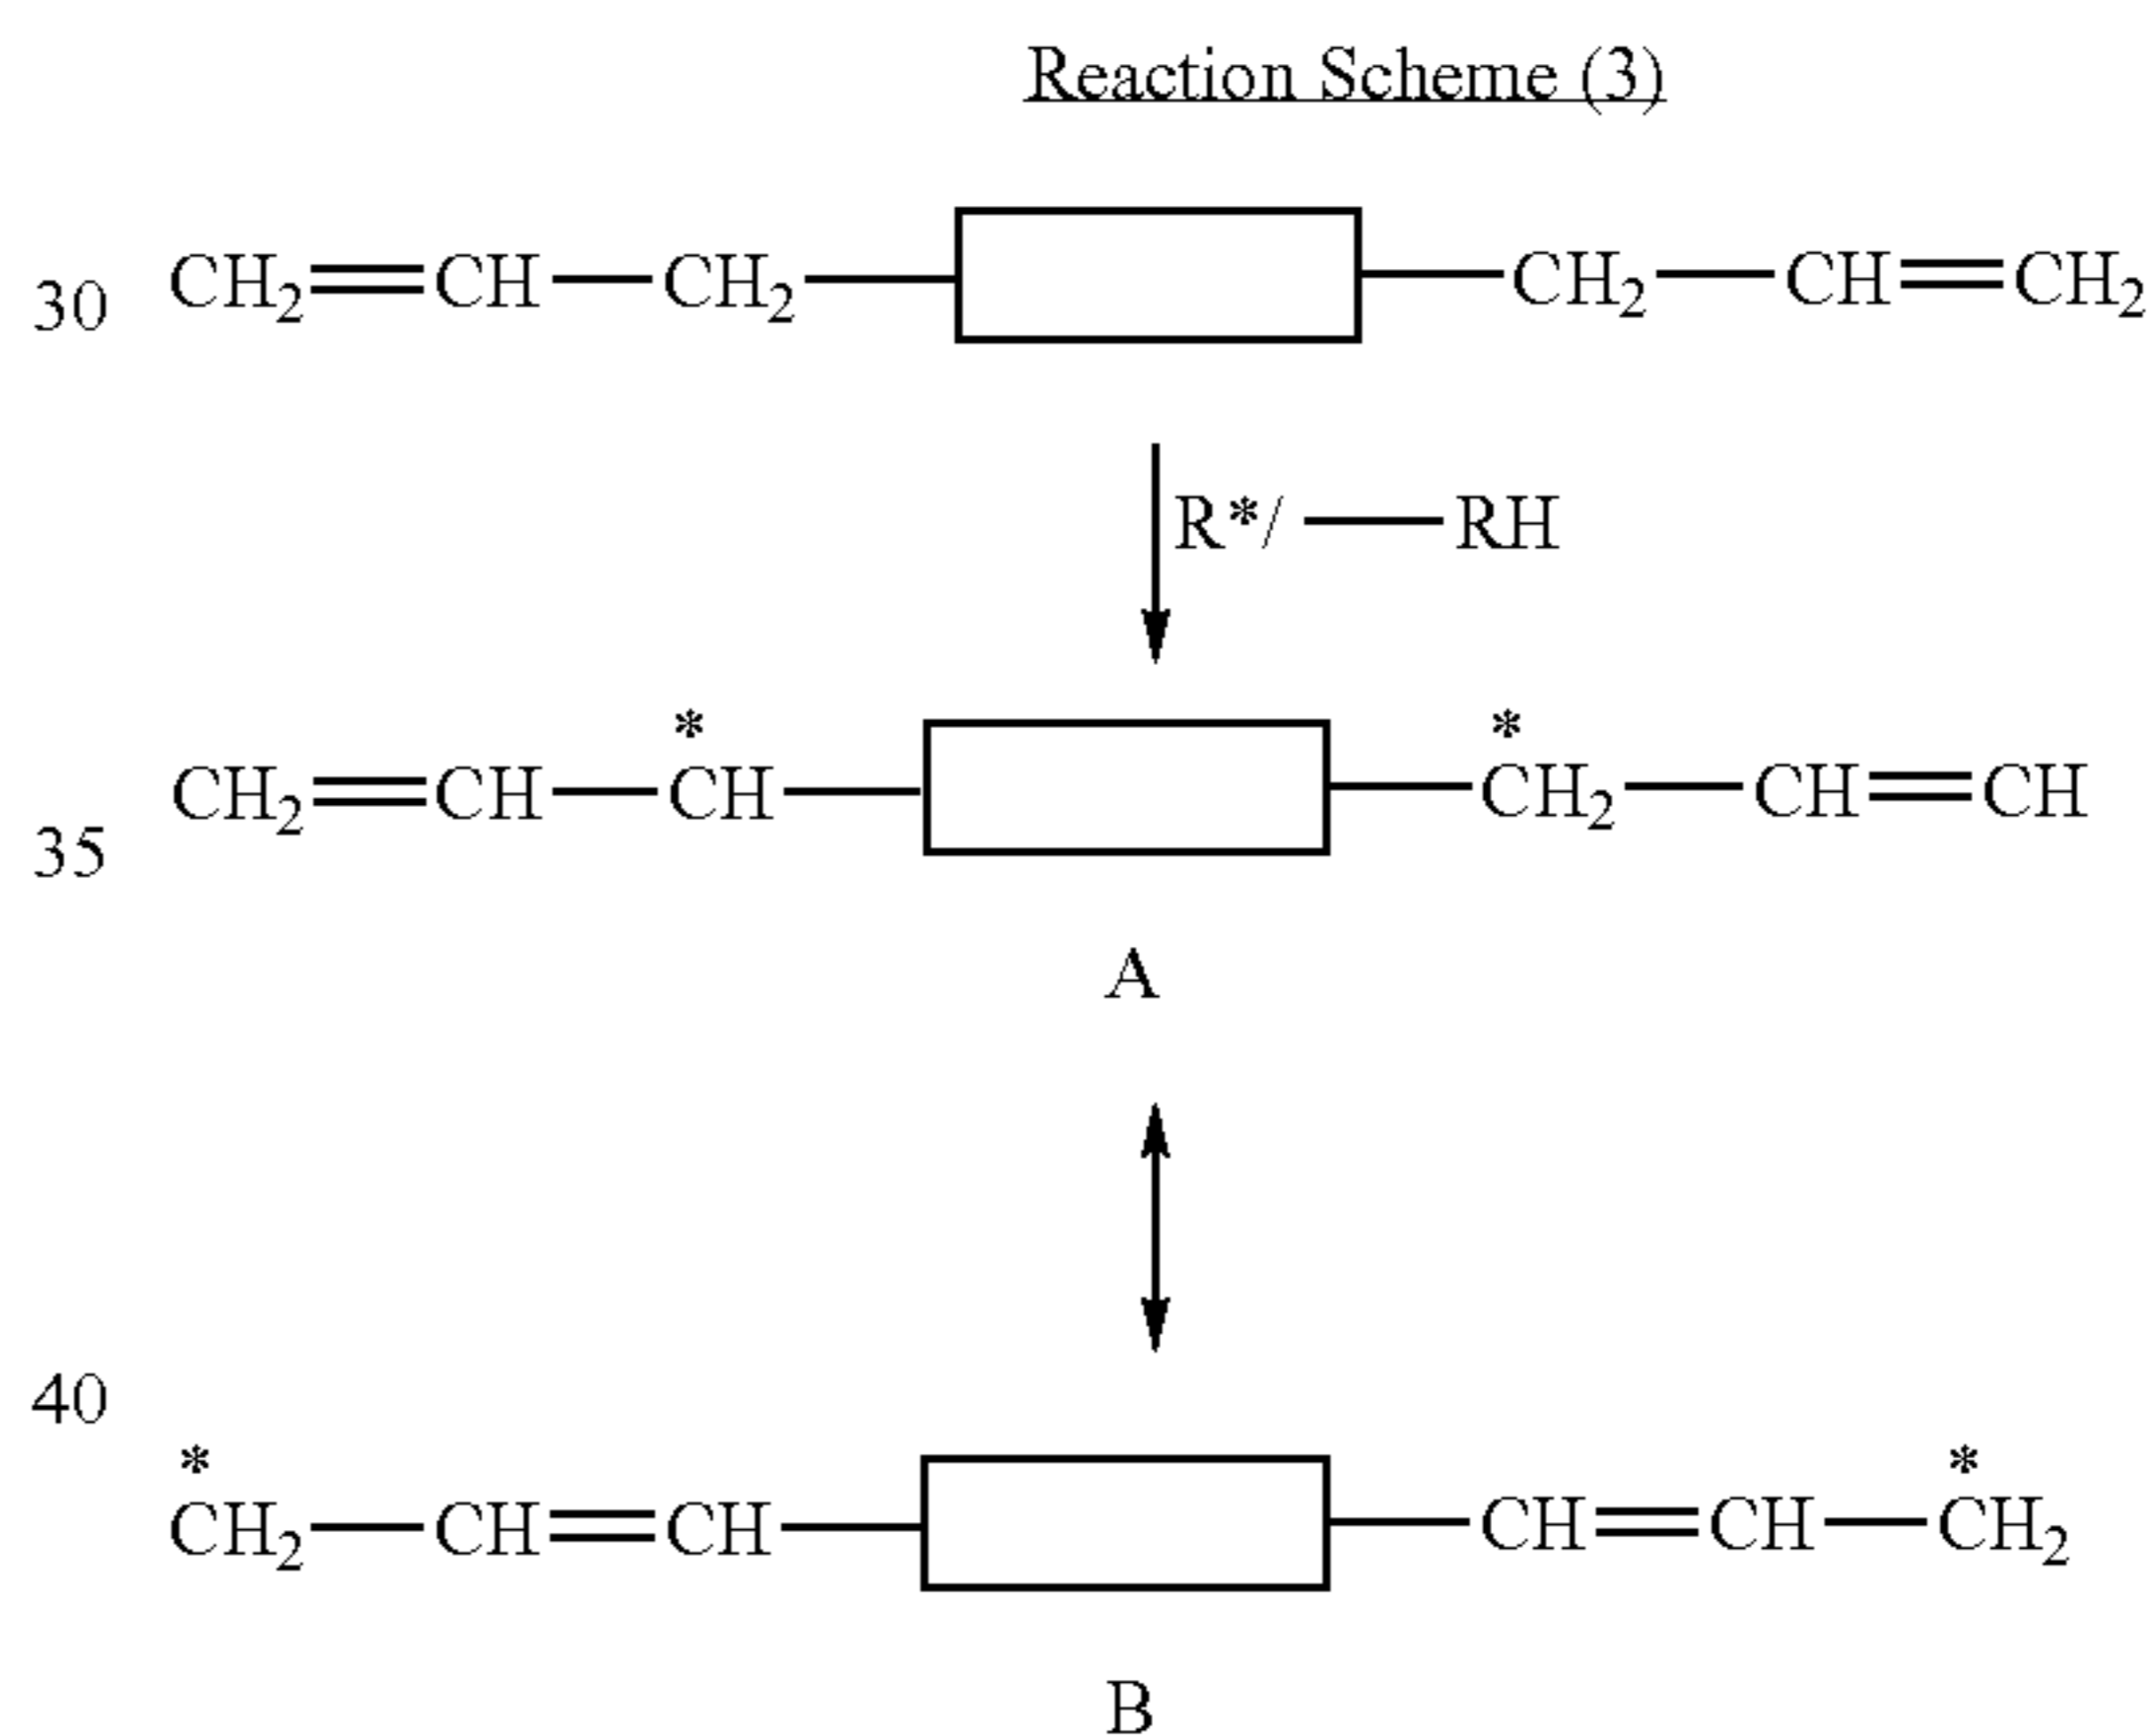 Reaction Scheme (3)
30 CH2=CH—CH2— —CH2—CH=CH2
R*/ —RH
* *
35 CH2=CH—CH— —CH2—CH=CH
A
40
* *
CH2—CH=CH— —CH=CH—CH2
B